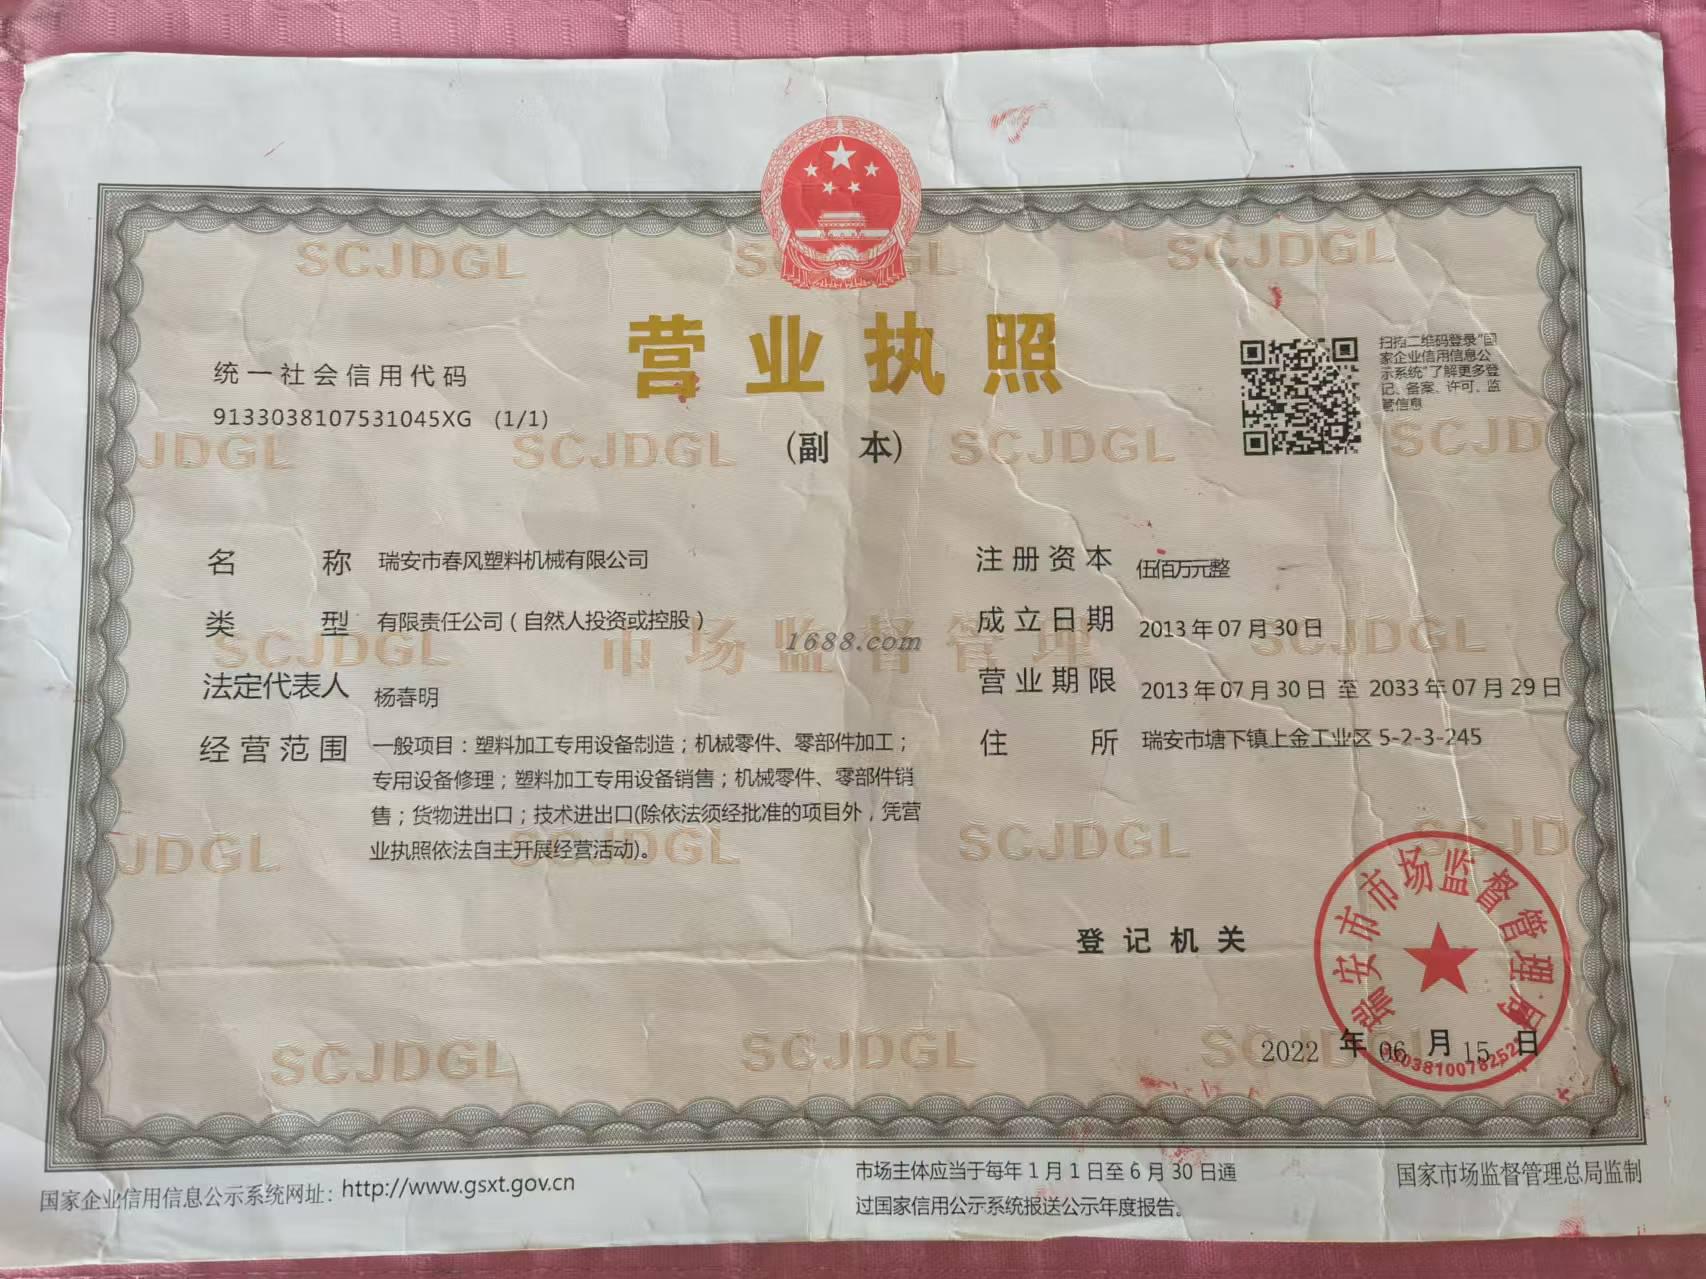 营业执照
(副 本)
统一社会信用代码
9133038107531045XG (1/1)
扫描二维码登录"国
家企业信用信息公
示系统"了解更多登
记、备案、许可、监
管信息
名 称 瑞安市春风塑料机械有限公司
类 型 有限责任公司(自然人投资或控股)
法定代表人 杨春明
经营范围 一般项目:塑料加工专用设备制造;机械零件、零部件加工;
专用设备修理;塑料加工专用设备销售;机械零件、零部件销
售;货物进出口;技术进出口(除依法须经批准的项目外,凭营
业执照依法自主开展经营活动)。
注册资本 伍佰万元整
成立日期 2013年07月30日
营业期限 2013年07月30日 至 2033年07月29日
住 所 瑞安市塘下镇上金工业区 5-2-3-245
市场监督管理
1688.com
SCJDGL
登记机关
瑞安市市场监督管理局
2022 年 06 月 15 日
国家企业信用信息公示系统网址:http://www.gsxt.gov.cn
市场主体应当于每年1月1日至6月30日通
过国家信用公示系统报送公示年度报告。
国家市场监督管理总局监制